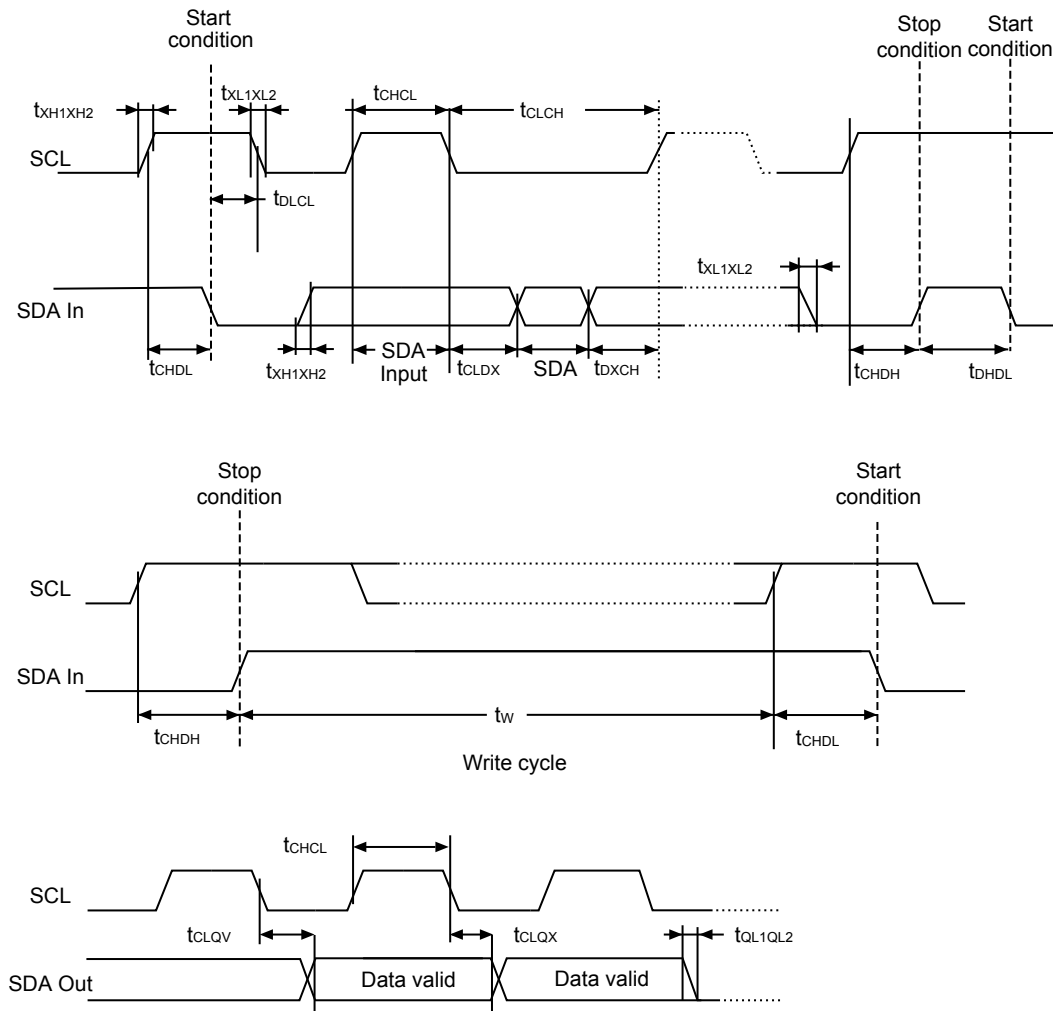 Start
condition
Stop
condition
Start
condition
tXH1XH2
tXL1XL2
tCHCL
tCLCH
SCL
tDLCL
tXL1XL2
SDA In
tCHDL
tXH1XH2
SDA
Input
tCLDX
SDA
tDXCH
tCHDH
tDHDL
Stop
condition
Start
condition
SCL
SDA In
tCHDH
tW
tCHDL
Write cycle
tCHCL
SCL
tCLQV
tCLQX
tQL1QL2
SDA Out
Data valid
Data valid